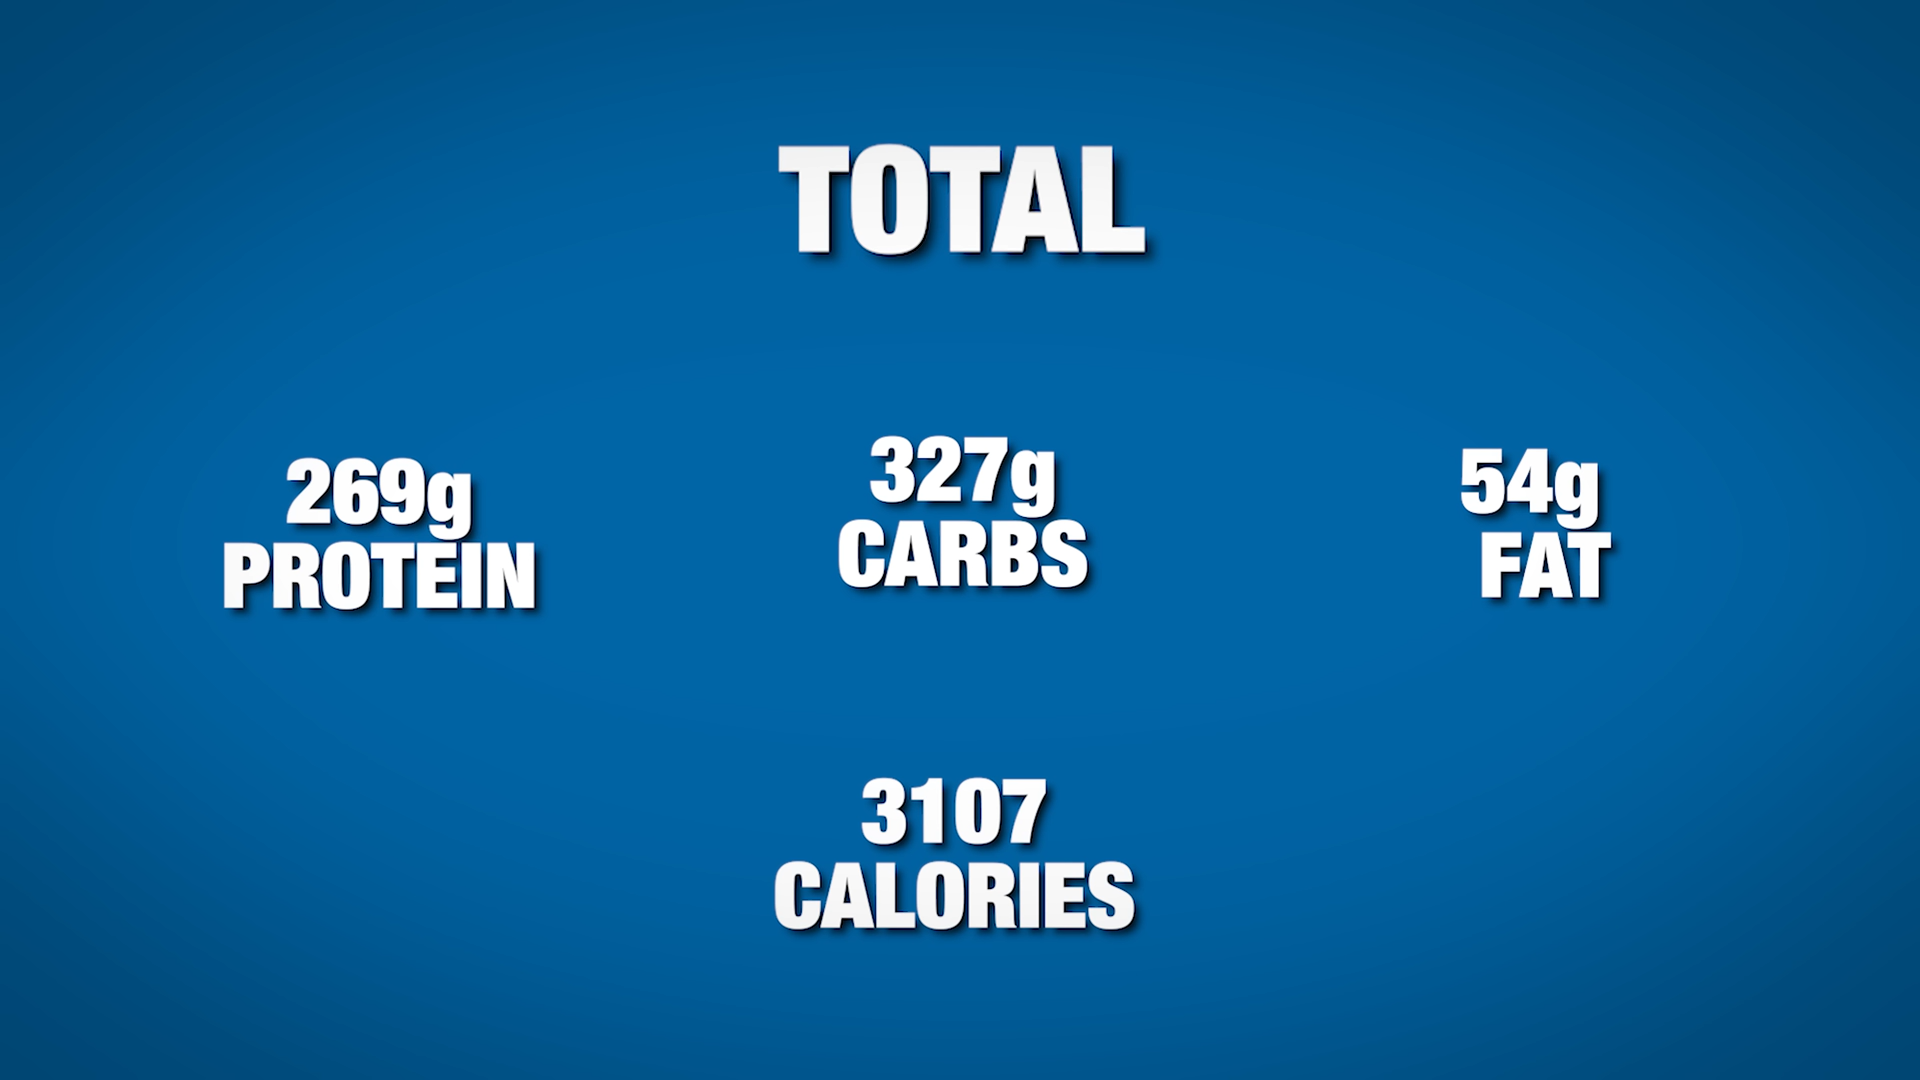 TOTAL
269g
PROTEIN
327g
CARBS
54g
FAT
3107
CALORIES